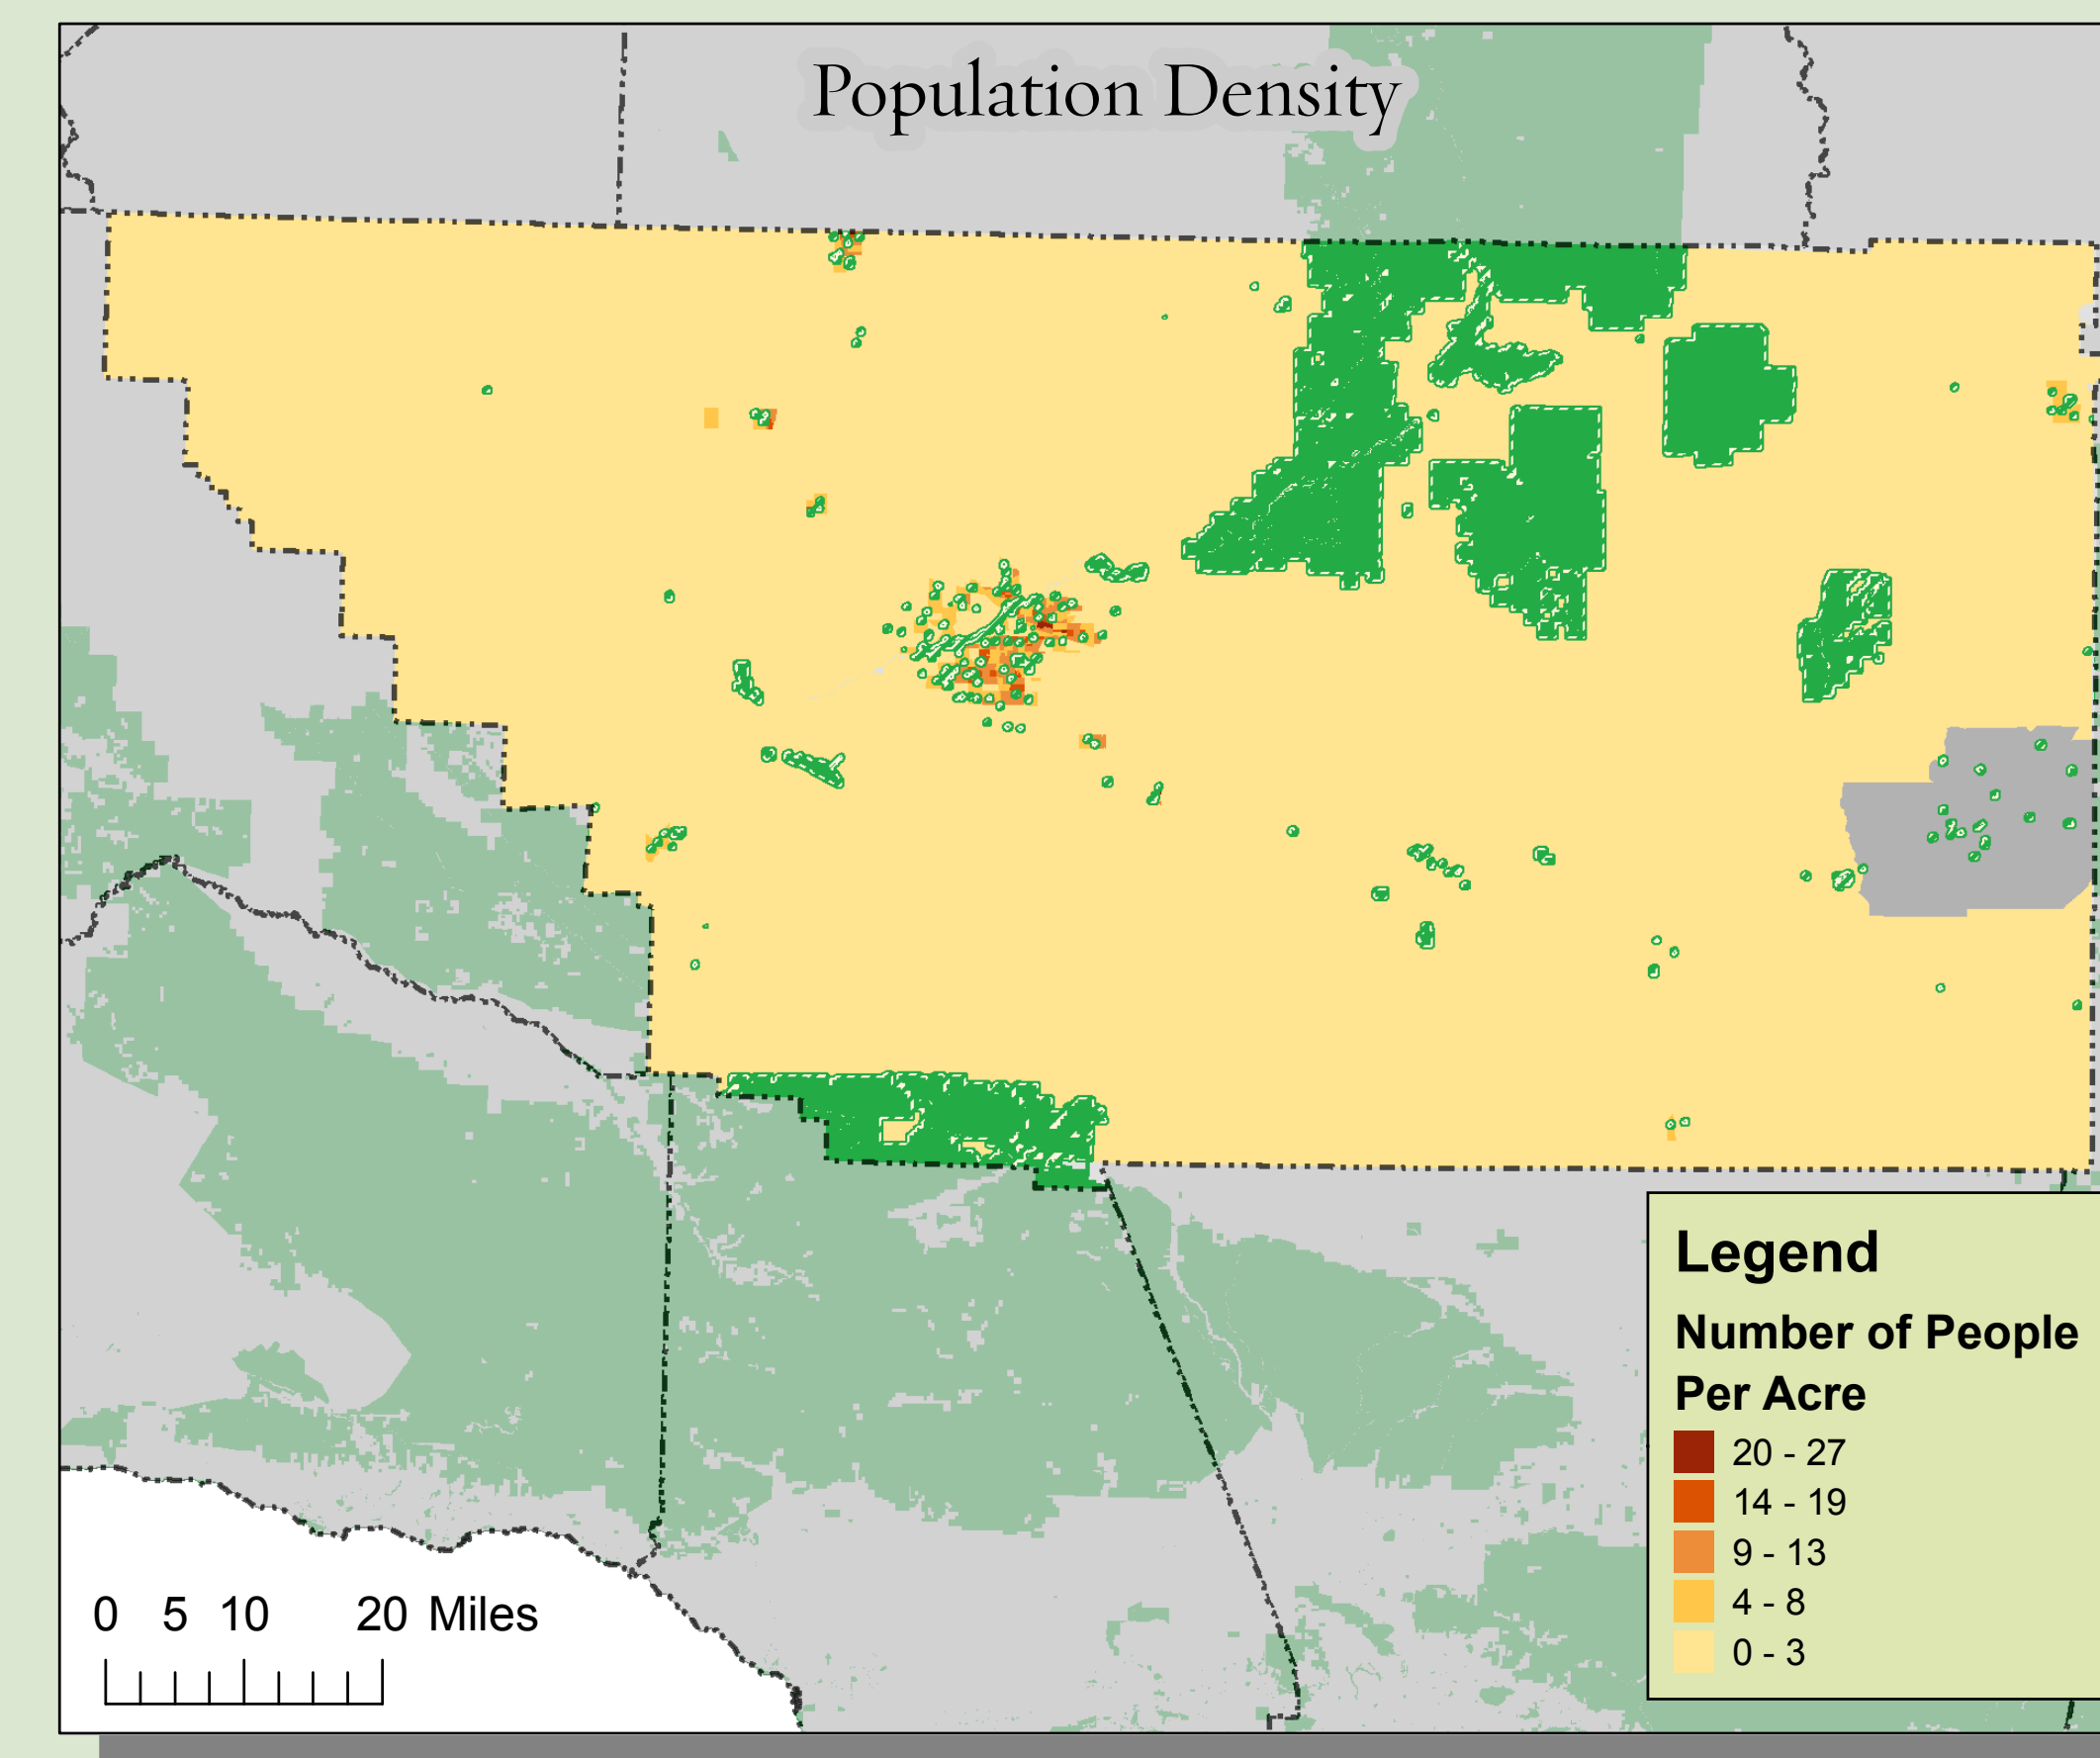 Population Density
Legend
Number of People
Per Acre
20 - 27
14 - 19
9 - 13
4 - 8
0 - 3
0 5 10 20 Miles